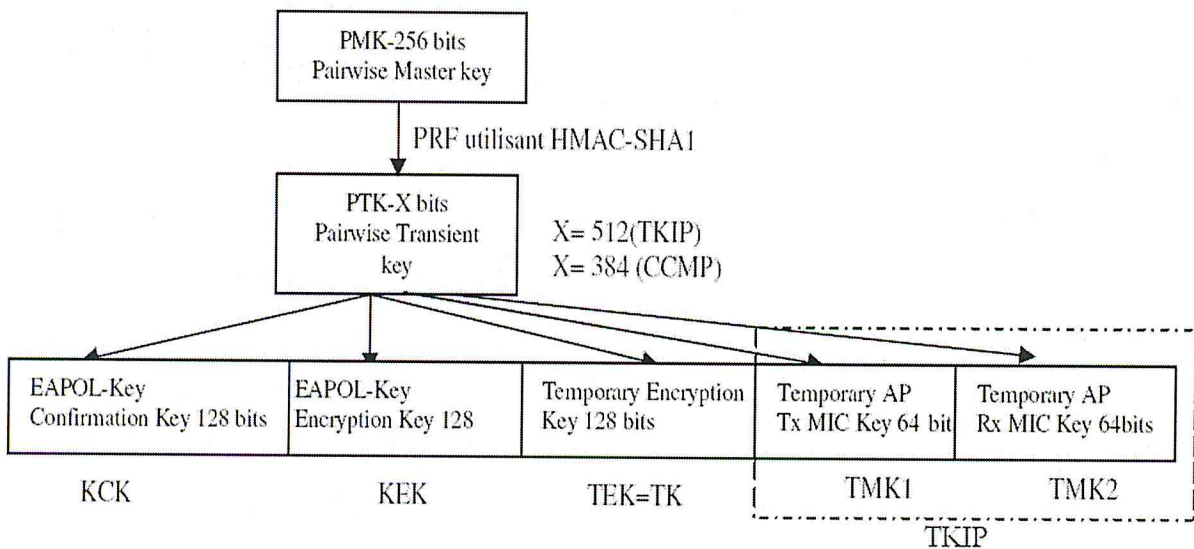 PMK-256 bits
Pairwise Master key
PRF utilisant HMAC-SHA1
PTK-X bits
Pairwise Transient
key
X= 512(TKIP)
X= 384 (CCMP)
EAPOL-Key
Confirmation Key 128 bits
EAPOL-Key
Encryption Key 128
Temporary Encryption
Key 128 bits
Temporary AP
Tx MIC Key 64 bit
Temporary AP
Rx MIC Key 64bits
KCK
KEK
TEK=TK
TMK1
TMK2
TKIP